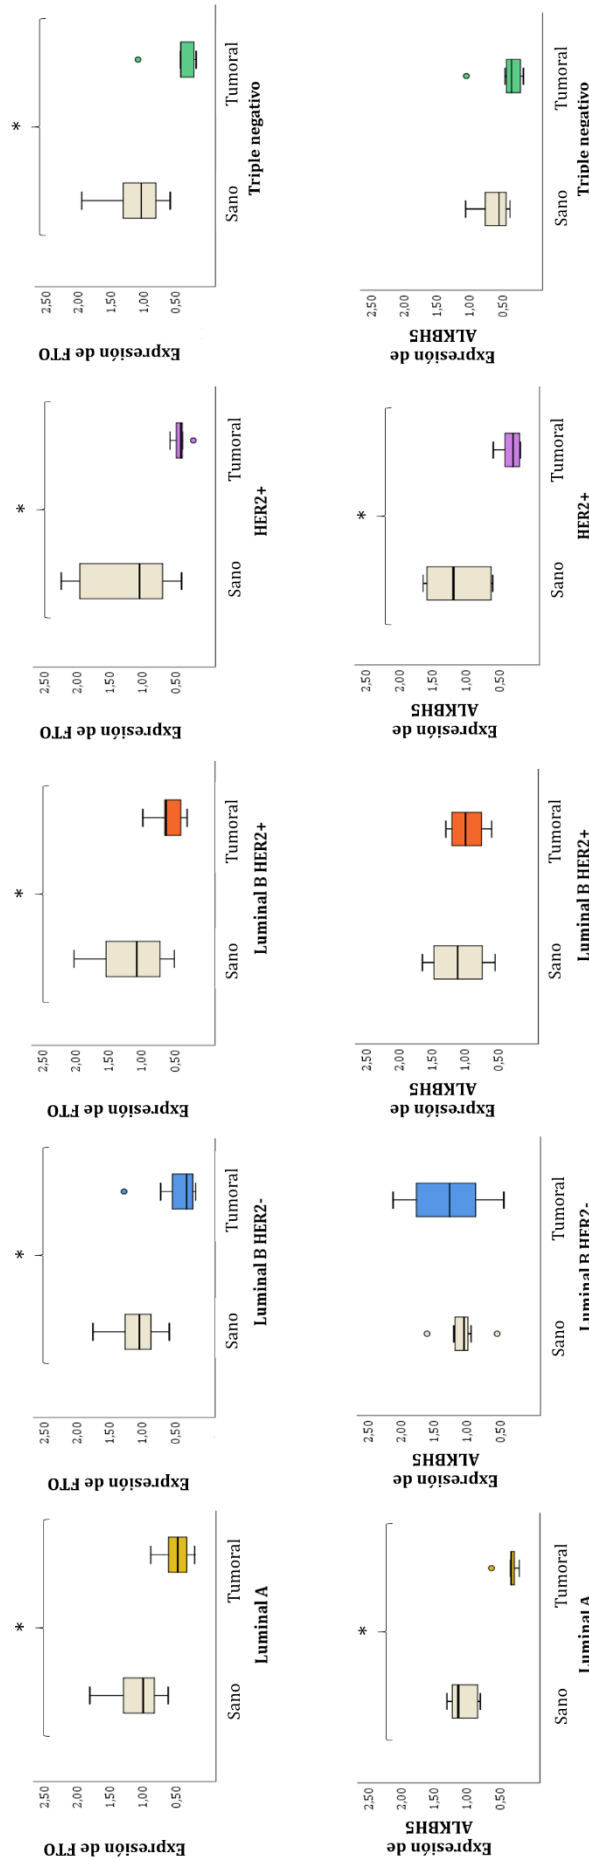 *
2,50
2,00
1,50
1,00
0,50
Expresión de FTO
Sano
Tumoral
Luminal A
*
2,50
2,00
1,50
1,00
0,50
Expresión de FTO
Sano
Tumoral
Luminal B HER2-
*
2,50
2,00
1,50
1,00
0,50
Expresión de FTO
Sano
Tumoral
Luminal B HER2+
*
2,50
2,00
1,50
1,00
0,50
Expresión de FTO
Sano
Tumoral
HER2+
*
2,50
2,00
1,50
1,00
0,50
Expresión de FTO
Sano
Tumoral
Triple negativo
*
2,50
2,00
1,50
1,00
0,50
Expresión de
ALKBH5
Sano
Tumoral
Luminal A
2,50
2,00
1,50
1,00
0,50
Expresión de
ALKBH5
Sano
Tumoral
Luminal B HER2-
2,50
2,00
1,50
1,00
0,50
Expresión de
ALKBH5
Sano
Tumoral
Luminal B HER2+
*
2,50
2,00
1,50
1,00
0,50
Expresión de
ALKBH5
Sano
Tumoral
HER2+
2,50
2,00
1,50
1,00
0,50
Expresión de
ALKBH5
Sano
Tumoral
Triple negativo